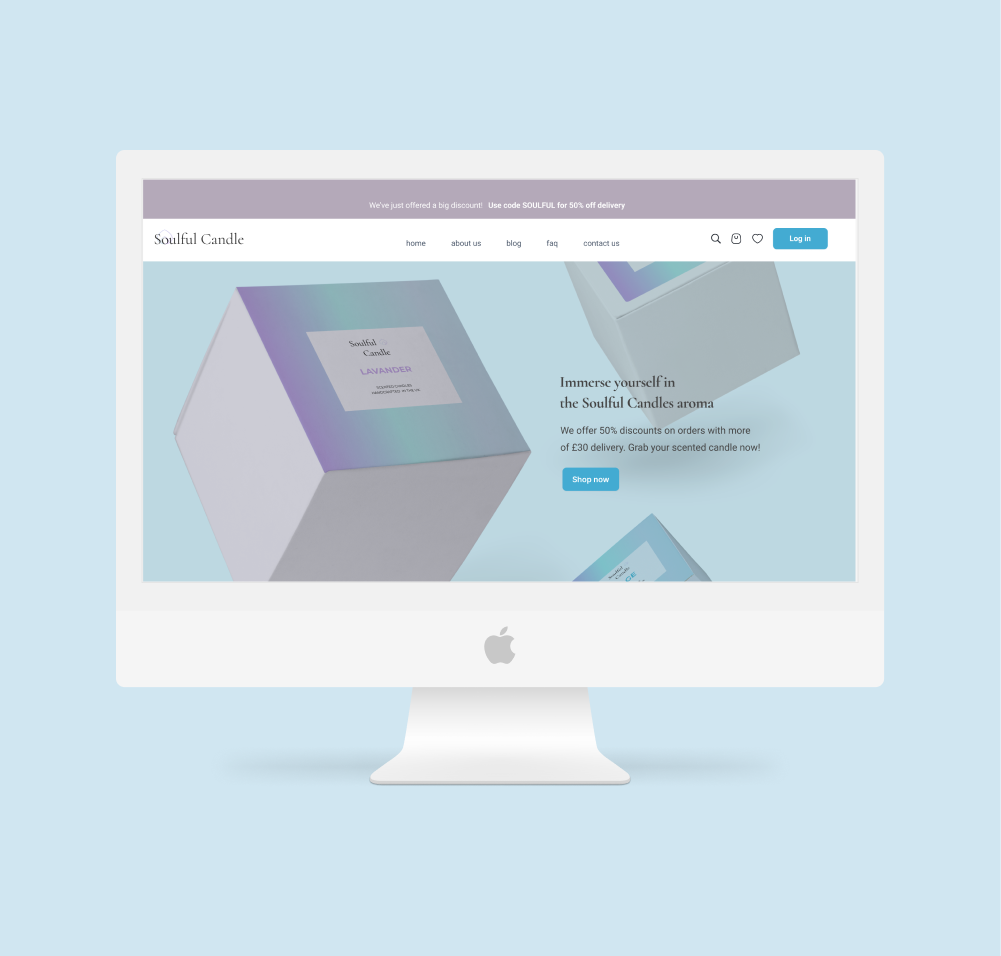 We've just offered a big discount! Use code SOULFUL for 50% off delivery
Soulful Candle
home about us blog faq contact us
Log in
Soulful
Candle
LAVANDER
SCENTED CANDLES
HANDCRAFTED IN THE UK
Immerse yourself in
the Soulful Candles aroma
We offer 50% discounts on orders with more
of £30 delivery. Grab your scented candle now!
Shop now
Soulful
Candle